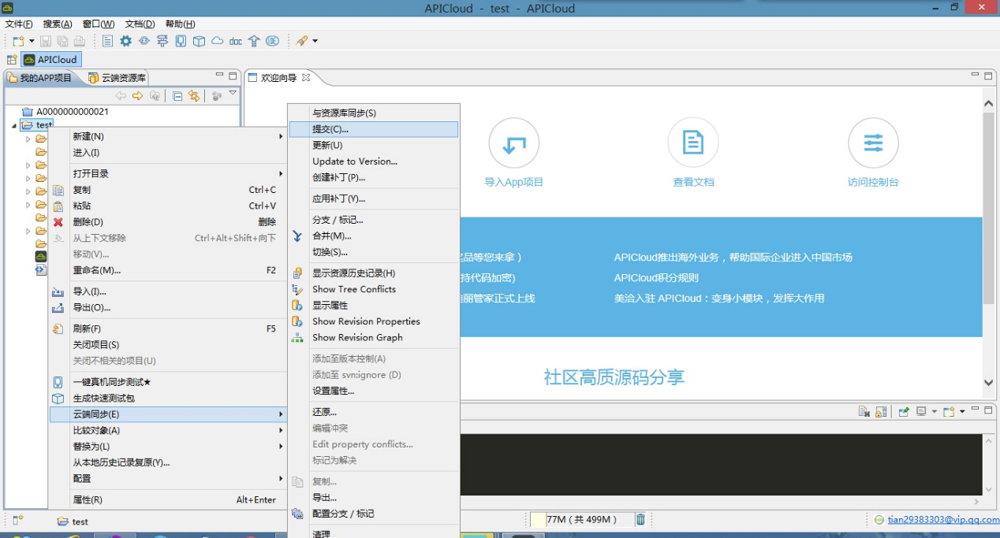 APICloud - test - APICloud
文件(F) 搜索(A) 窗口(W) 文档(D) 帮助(H)
doc
APICloud
我的APP项目 云端资源库
欢迎向导
A0000000000021
test
新建(N)
进入(I)
打开目录
复制 Ctrl+C
粘贴 Ctrl+V
删除(D) 删除
从上下文移除 Ctrl+Alt+Shift+向下
移动(V)...
重命名(M)... F2
导入(I)...
导出(O)...
刷新(F) F5
关闭项目(S)
关闭不相关的项目(U)
一键真机同步测试★
生成快速测试包
云端同步(E)
比较对象(A)
替换为(L)
从本地历史记录复原(Y)...
配置
属性(R) Alt+Enter
与资源库同步(S)
提交(C)...
更新(U)
Update to Version...
创建补丁(P)...
应用补丁(Y)...
分支 / 标记...
合并(M)...
切换(S)...
显示资源历史记录(H)
Show Tree Conflicts
显示属性
Show Revision Properties
Show Revision Graph
添加至版本控制(A)
添加至 svn:ignore (D)
设置属性...
还原...
编辑冲突
Edit property conflicts...
标记为解决
复制...
导出...
配置分支 / 标记
清理
导入App项目
查看文档
访问控制台
品等您来拿 )
持代码加密)
丽管家正式上线
APICloud推出海外业务，帮助国际企业进入中国市场
APICloud积分规则
美洽入驻 APICloud：变身小模块，发挥大作用
社区高质源码分享
test
77M ( 共 499M )
tian29383303@vip.qq.com